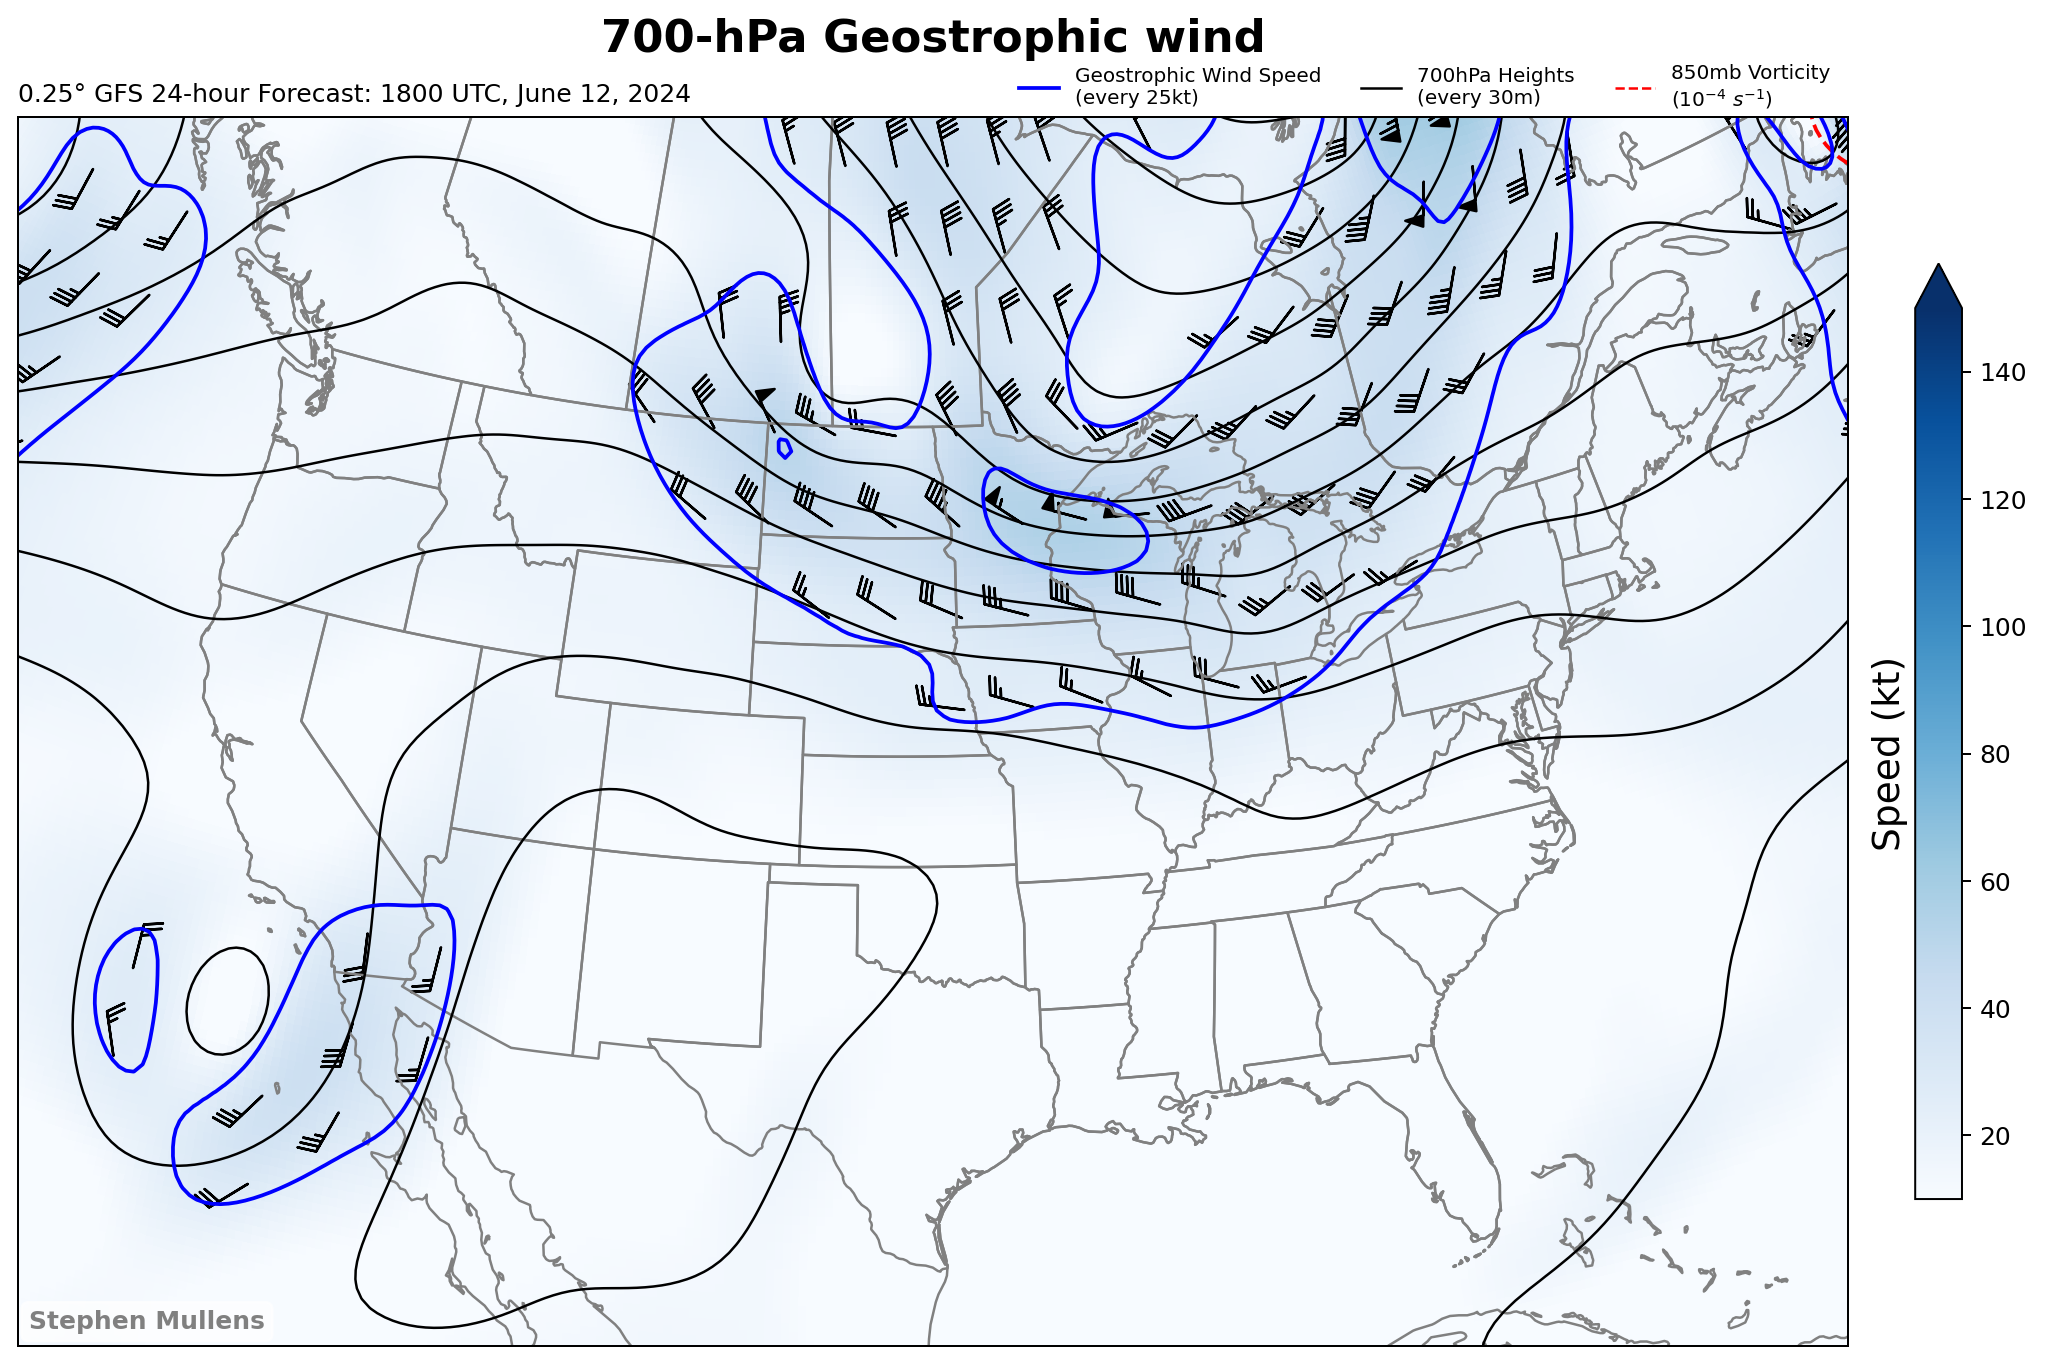 700-hPa Geostrophic wind
0.25° GFS 24-hour Forecast: 1800 UTC, June 12, 2024
Geostrophic Wind Speed
(every 25kt)
700hPa Heights
(every 30m)
850mb Vorticity
(10⁻⁴ s⁻¹)
140
120
100
80
60
40
20
Speed (kt)
Stephen Mullens